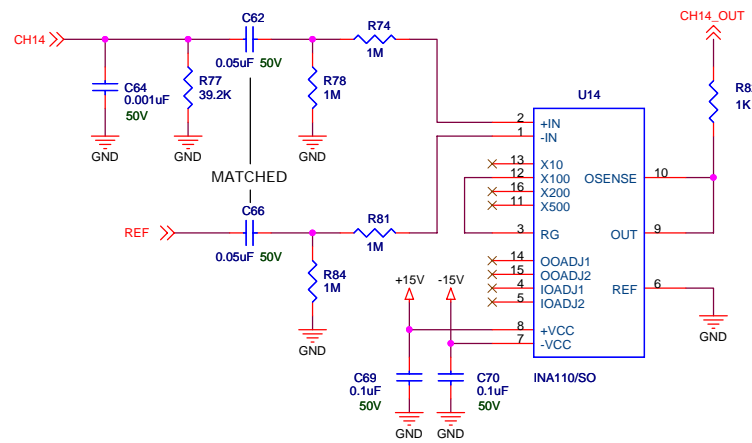 CH14
C62
0.05uF 50V
R74
1M
CH14_OUT
C64
0.001uF
50V
R77
39.2K
R78
1M
U14
1K
GND
GND
GND
MATCHED
2 +IN
1 -IN
13 X10
12 X100
16 X200
11 X500
3 RG
14 OOADJ1
15 OOADJ2
4 IOADJ1
5 IOADJ2
8 +VCC
7 -VCC
OSENSE 10
OUT 9
REF 6
INA110/SO
GND
REF
C66
0.05uF 50V
R81
1M
R84
1M
GND
+15V
-15V
C69
0.1uF
50V
C70
0.1uF
50V
GND
GND